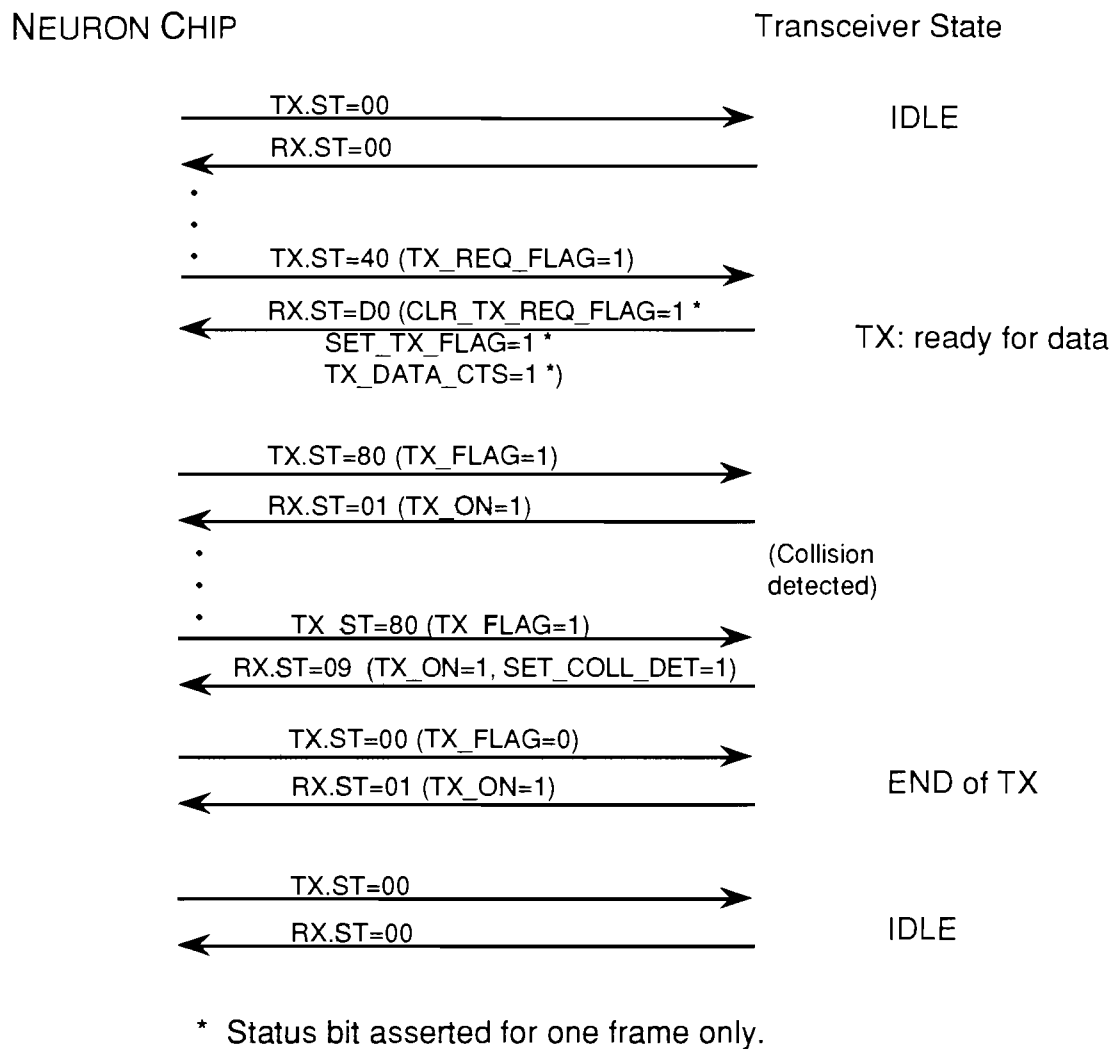 NEURON CHIP
Transceiver State
TX.ST=00
IDLE
RX.ST=00
TX.ST=40 (TX_REQ_FLAG=1)
RX.ST=D0 (CLR_TX_REQ_FLAG=1 *
SET_TX_FLAG=1 *
TX_DATA_CTS=1 *)
TX: ready for data
TX.ST=80 (TX_FLAG=1)
RX.ST=01 (TX_ON=1)
(Collision
detected)
TX ST=80 (TX FLAG=1)
RX.ST=09 (TX_ON=1, SET_COLL_DET=1)
TX.ST=00 (TX_FLAG=0)
RX.ST=01 (TX_ON=1)
END of TX
TX.ST=00
RX.ST=00
IDLE
* Status bit asserted for one frame only.